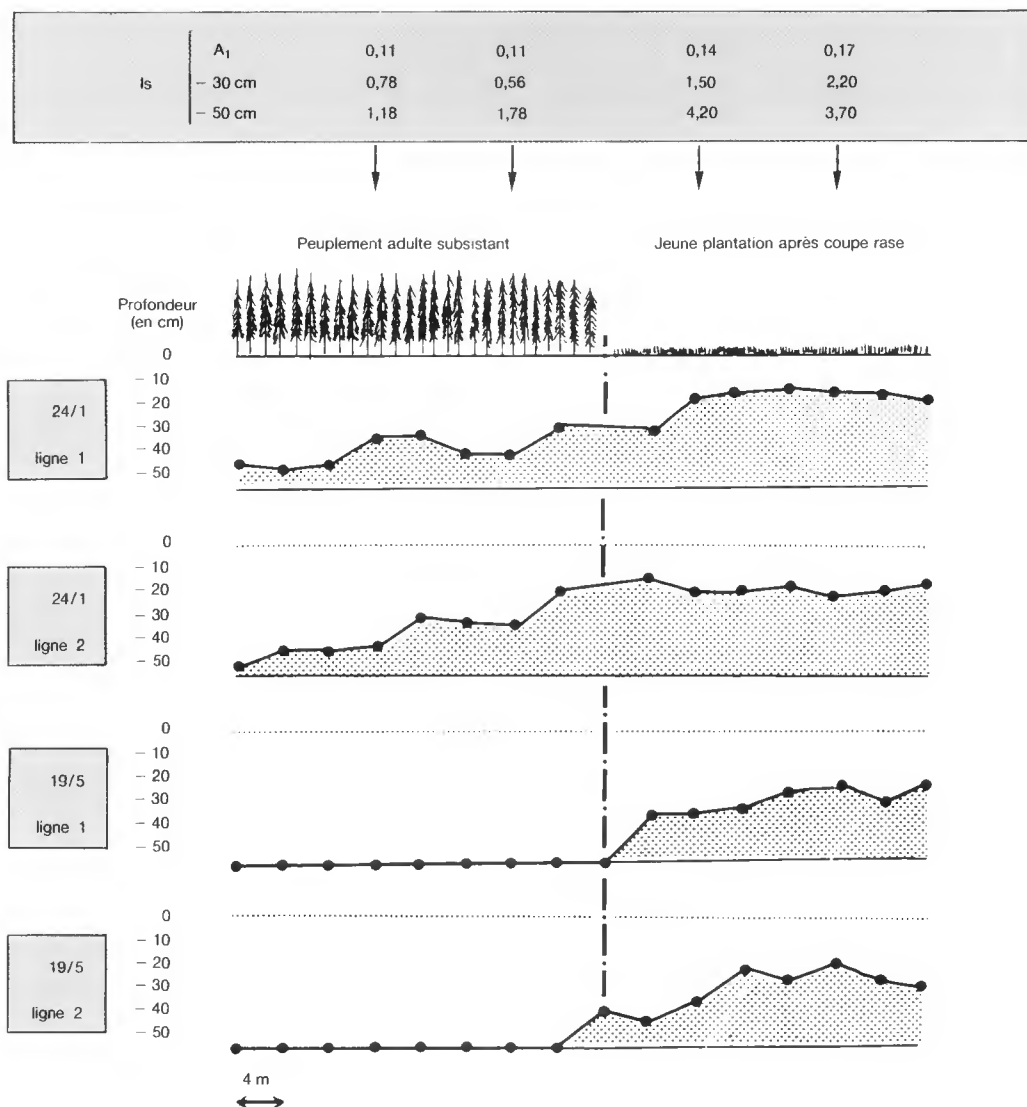 A1 0,11 0,11 0,14 0,17
Is – 30 cm 0,78 0,56 1,50 2,20
– 50 cm 1,18 1,78 4,20 3,70
Peuplement adulte subsistant Jeune plantation après coupe rase
Profondeur
(en cm)
0
– 10
24/1
– 20
– 30
ligne 1
– 40
– 50
0
– 10
24/1
– 20
– 30
ligne 2
– 40
– 50
0
– 10
19/5
– 20
– 30
ligne 1
– 40
– 50
0
– 10
19/5
– 20
– 30
ligne 2
– 40
– 50
4 m